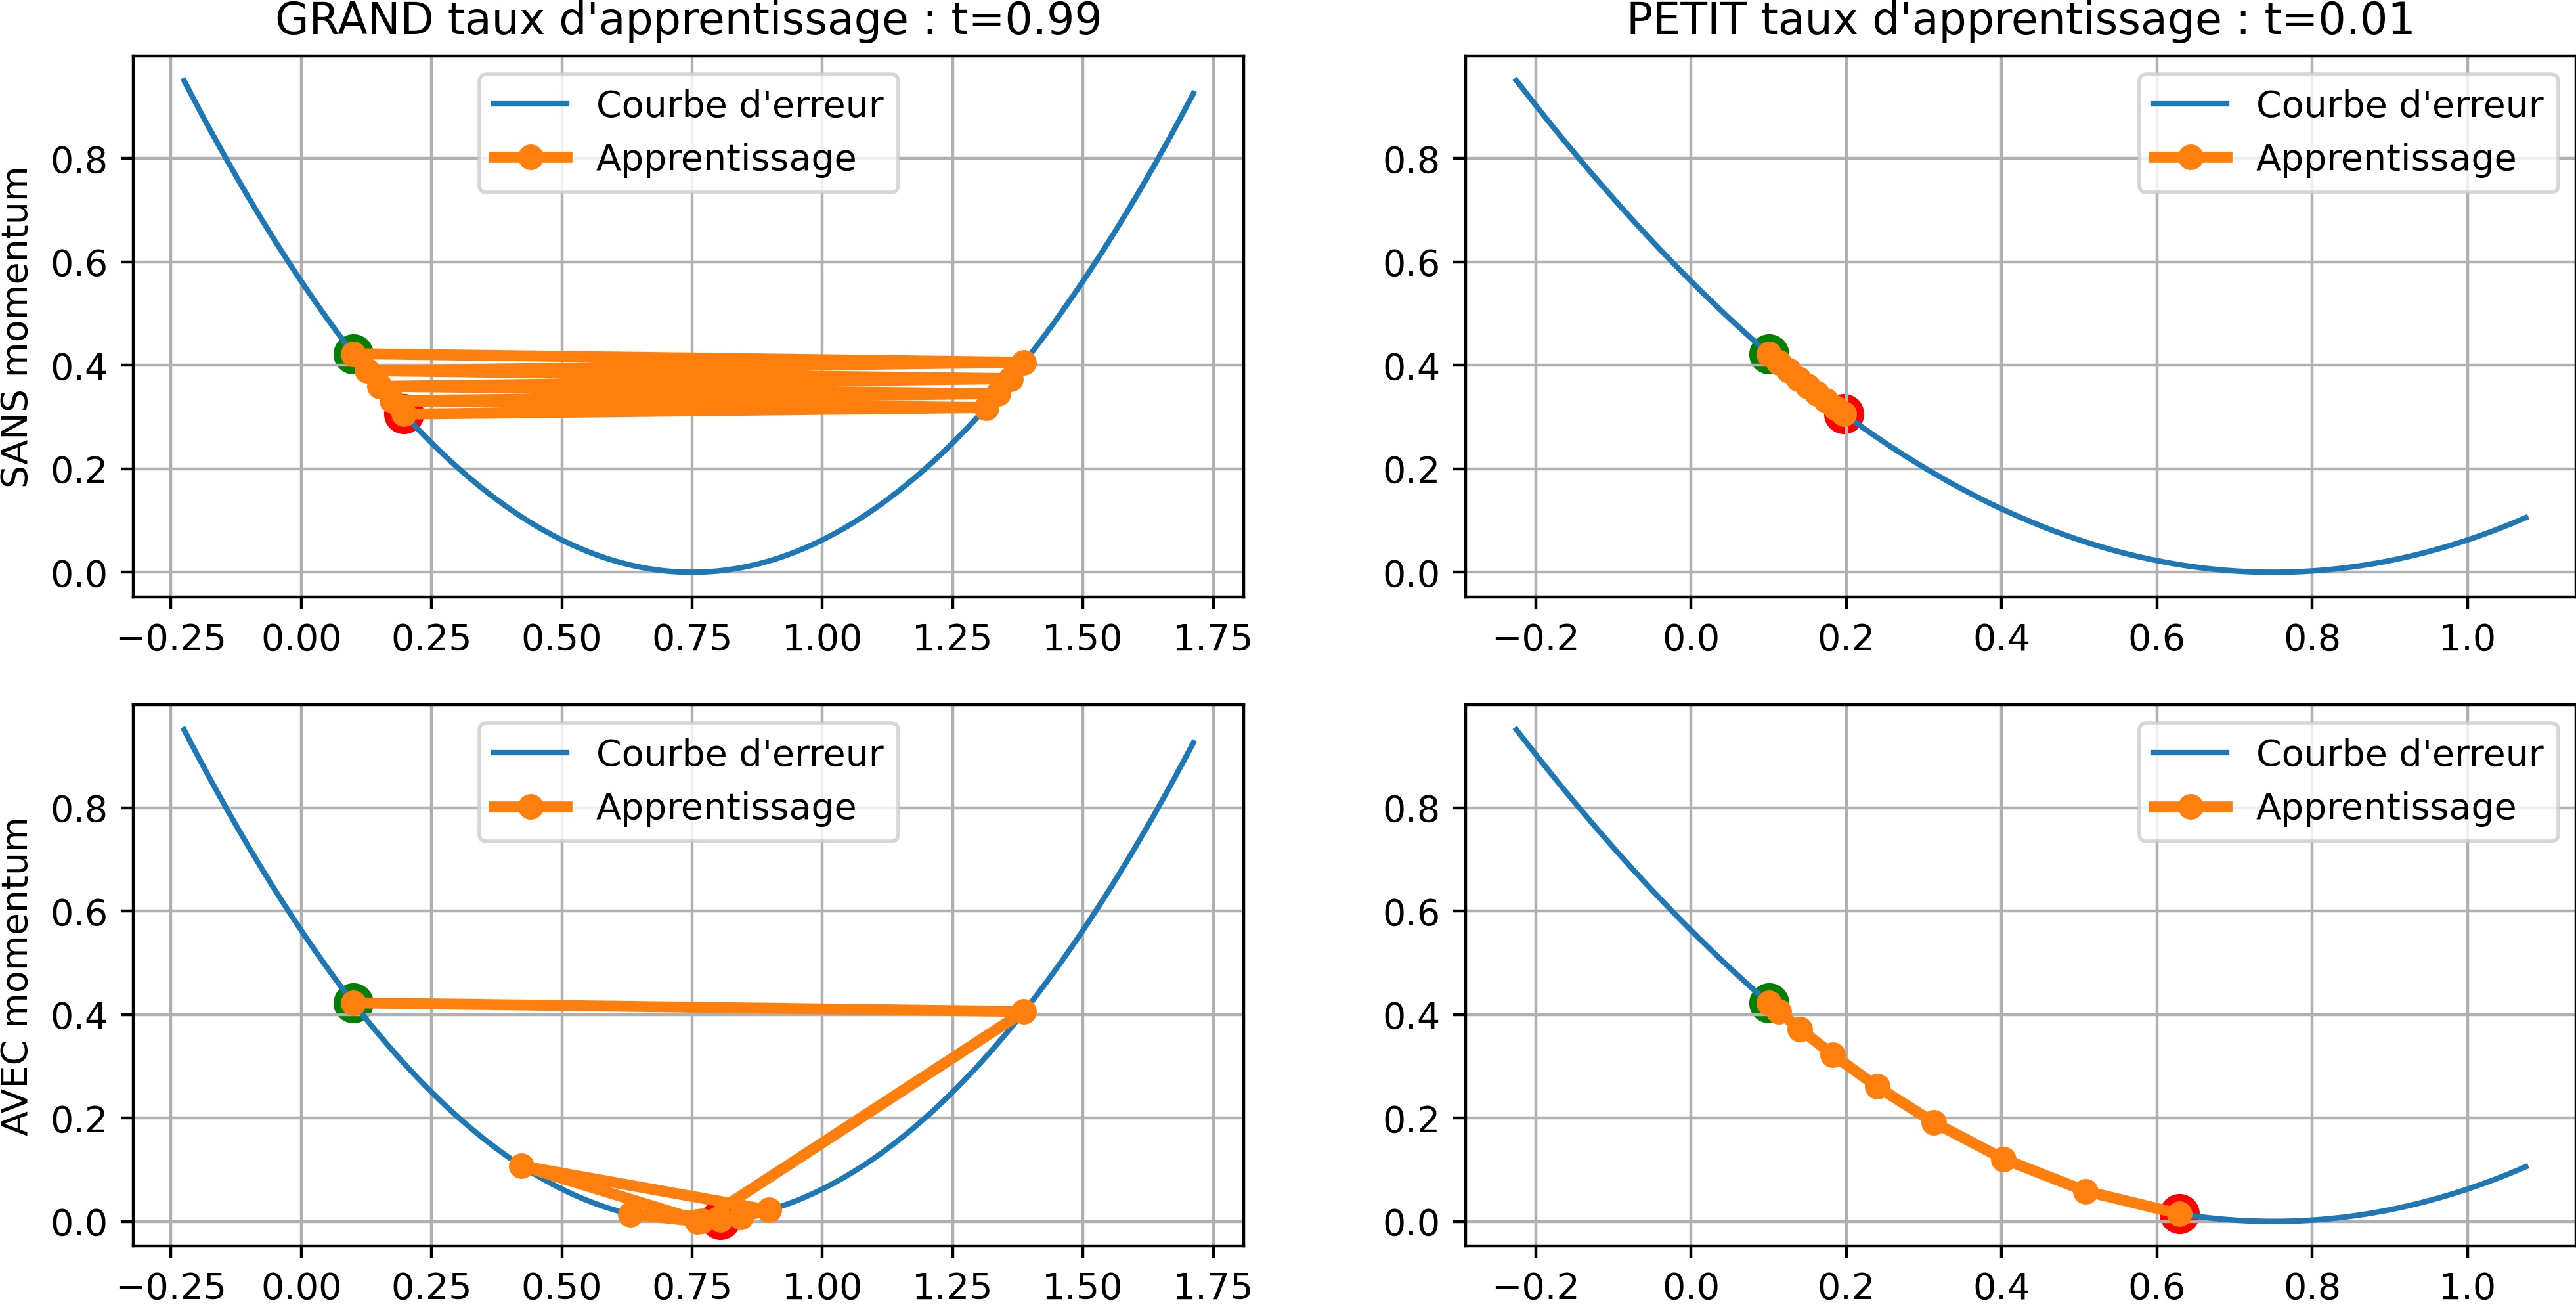 GRAND taux d'apprentissage : t=0.99
PETIT taux d'apprentissage : t=0.01
SANS momentum
0.8
0.6
0.4
0.2
0.0
Courbe d'erreur
Apprentissage
−0.25 0.00 0.25 0.50 0.75 1.00 1.25 1.50 1.75
0.8
0.6
0.4
0.2
0.0
Courbe d'erreur
Apprentissage
−0.2 0.0 0.2 0.4 0.6 0.8 1.0
AVEC momentum
0.8
0.6
0.4
0.2
0.0
Courbe d'erreur
Apprentissage
−0.25 0.00 0.25 0.50 0.75 1.00 1.25 1.50 1.75
0.8
0.6
0.4
0.2
0.0
Courbe d'erreur
Apprentissage
−0.2 0.0 0.2 0.4 0.6 0.8 1.0